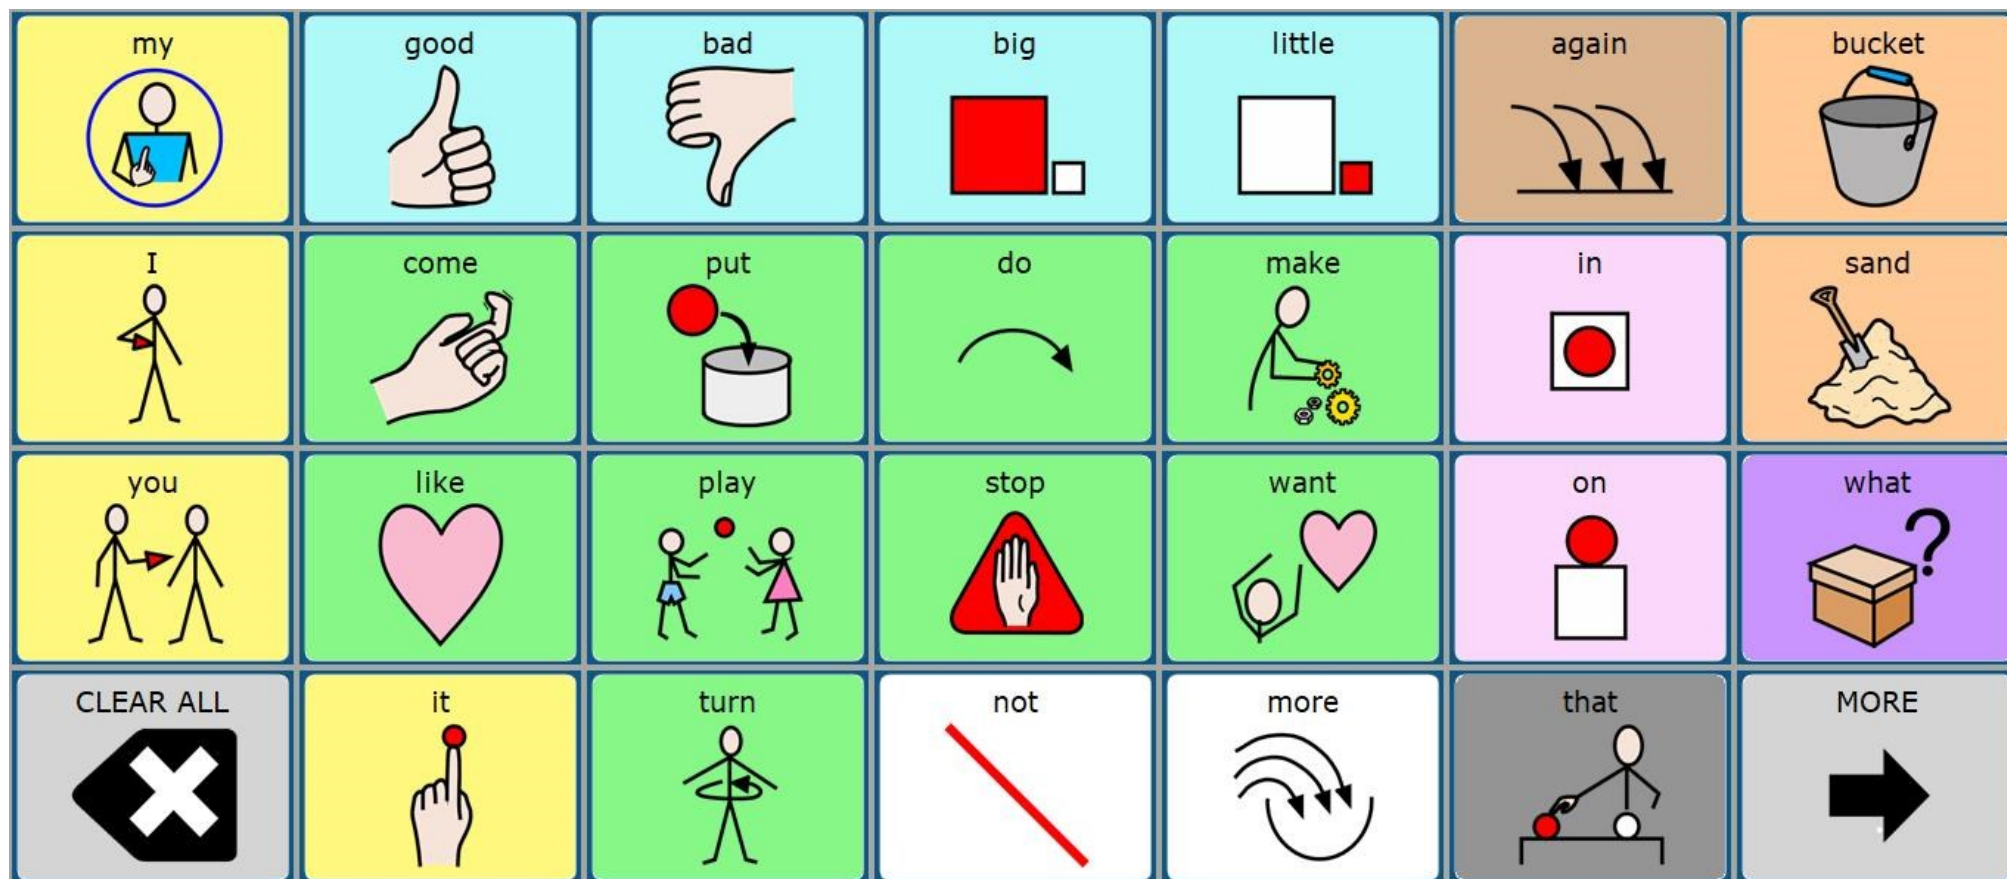 my good bad big little again bucket
I come put do make in sand
you like play stop want on what
?
CLEAR ALL it turn not more that MORE